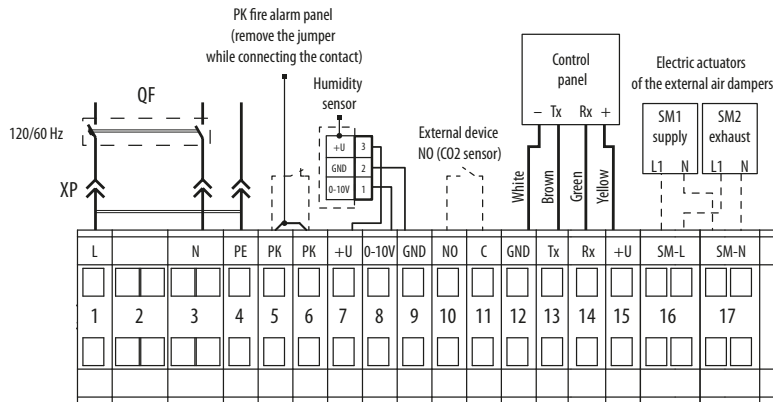 PK fire alarm panel
(remove the jumper
while connecting the contact)
QF
120/60 Hz
XP
Humidity
sensor
+U 3
GND 2
0-10V 1
External device
NO (CO2 sensor)
Control
panel
– Tx Rx +
White
Brown
Green
Yellow
Electric actuators
of the external air dampers
SM1
supply
L1 N
SM2
exhaust
L1 N
L N PE PK PK +U 0-10V GND NO C GND Tx Rx +U SM-L SM-N
1 2 3 4 5 6 7 8 9 10 11 12 13 14 15 16 17